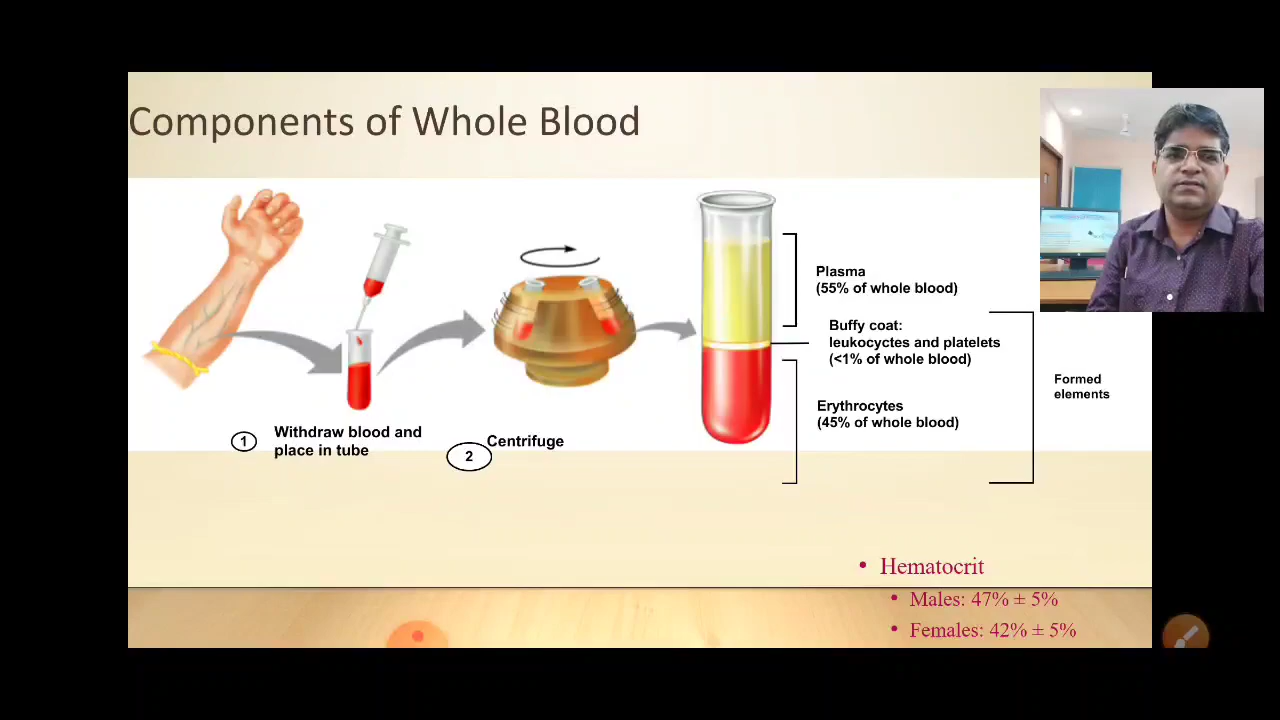 Components of Whole Blood
Plasma
(55% of whole blood)
Buffy coat:
leukocyctes and platelets
(<1% of whole blood)
Formed
elements
Erythrocytes
(45% of whole blood)
1
Withdraw blood and
place in tube
2
Centrifuge
• Hematocrit
• Males: 47% ± 5%
• Females: 42% ± 5%